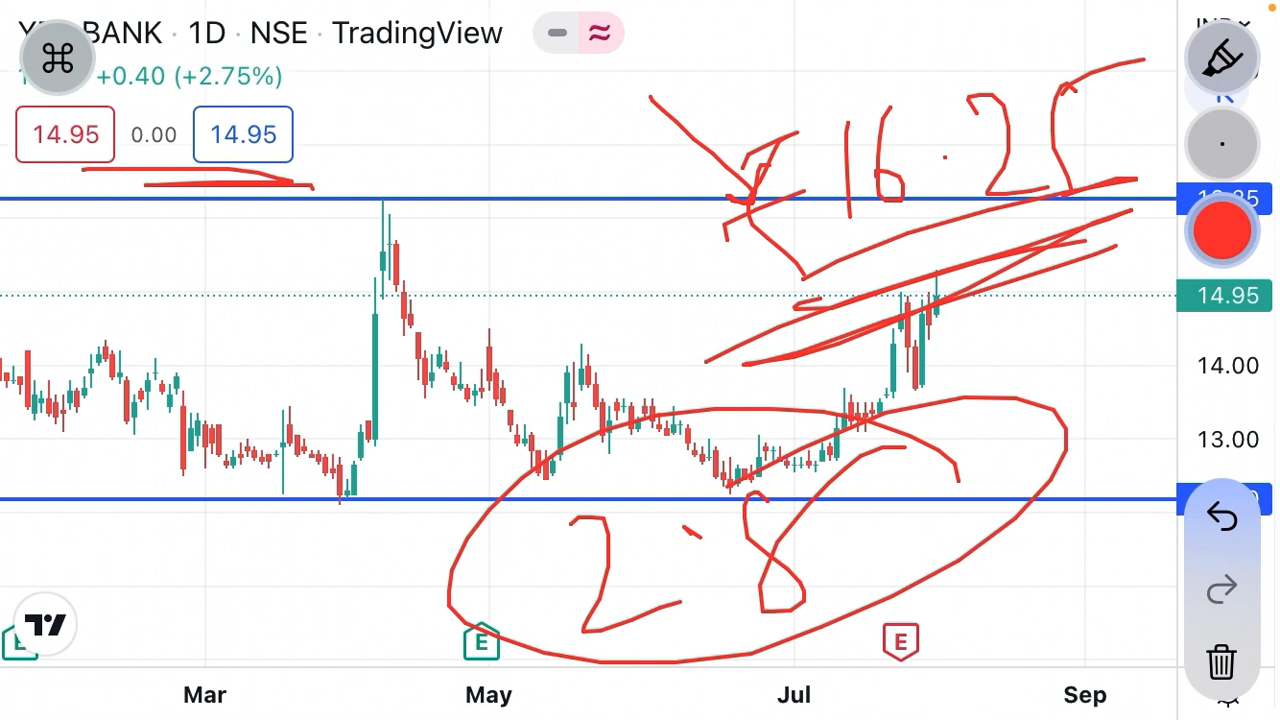 BANK · 1D · NSE · TradingView
+0.40 (+2.75%)
14.95 0.00 14.95
16.25
14.95
14.00
13.00
2.8
E E
Mar May Jul Sep